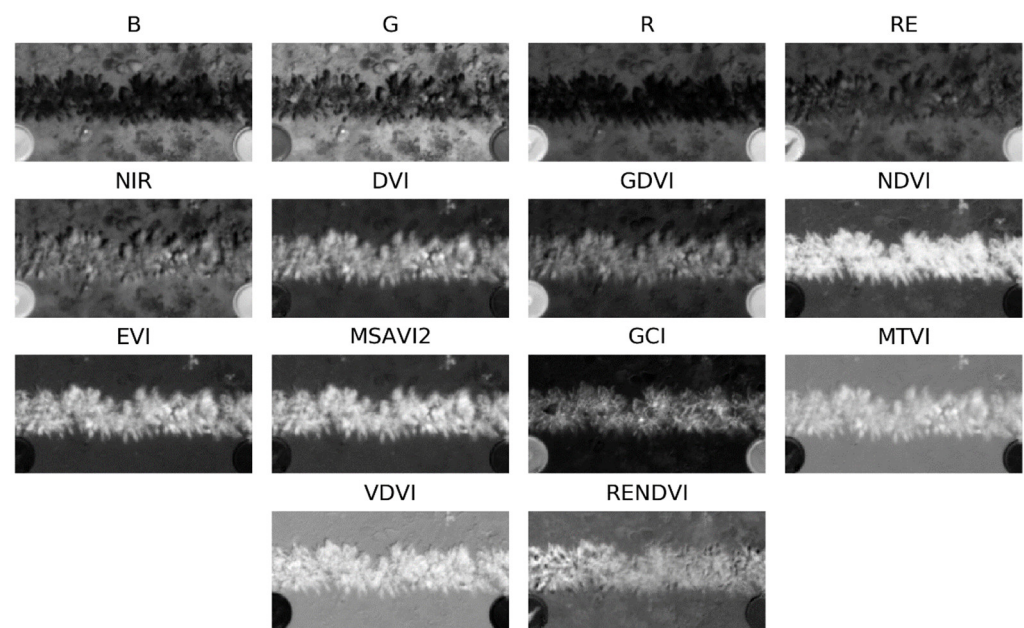 B G R RE
NIR DVI GDVI NDVI
EVI MSAVI2 GCI MTVI
VDVI RENDVI